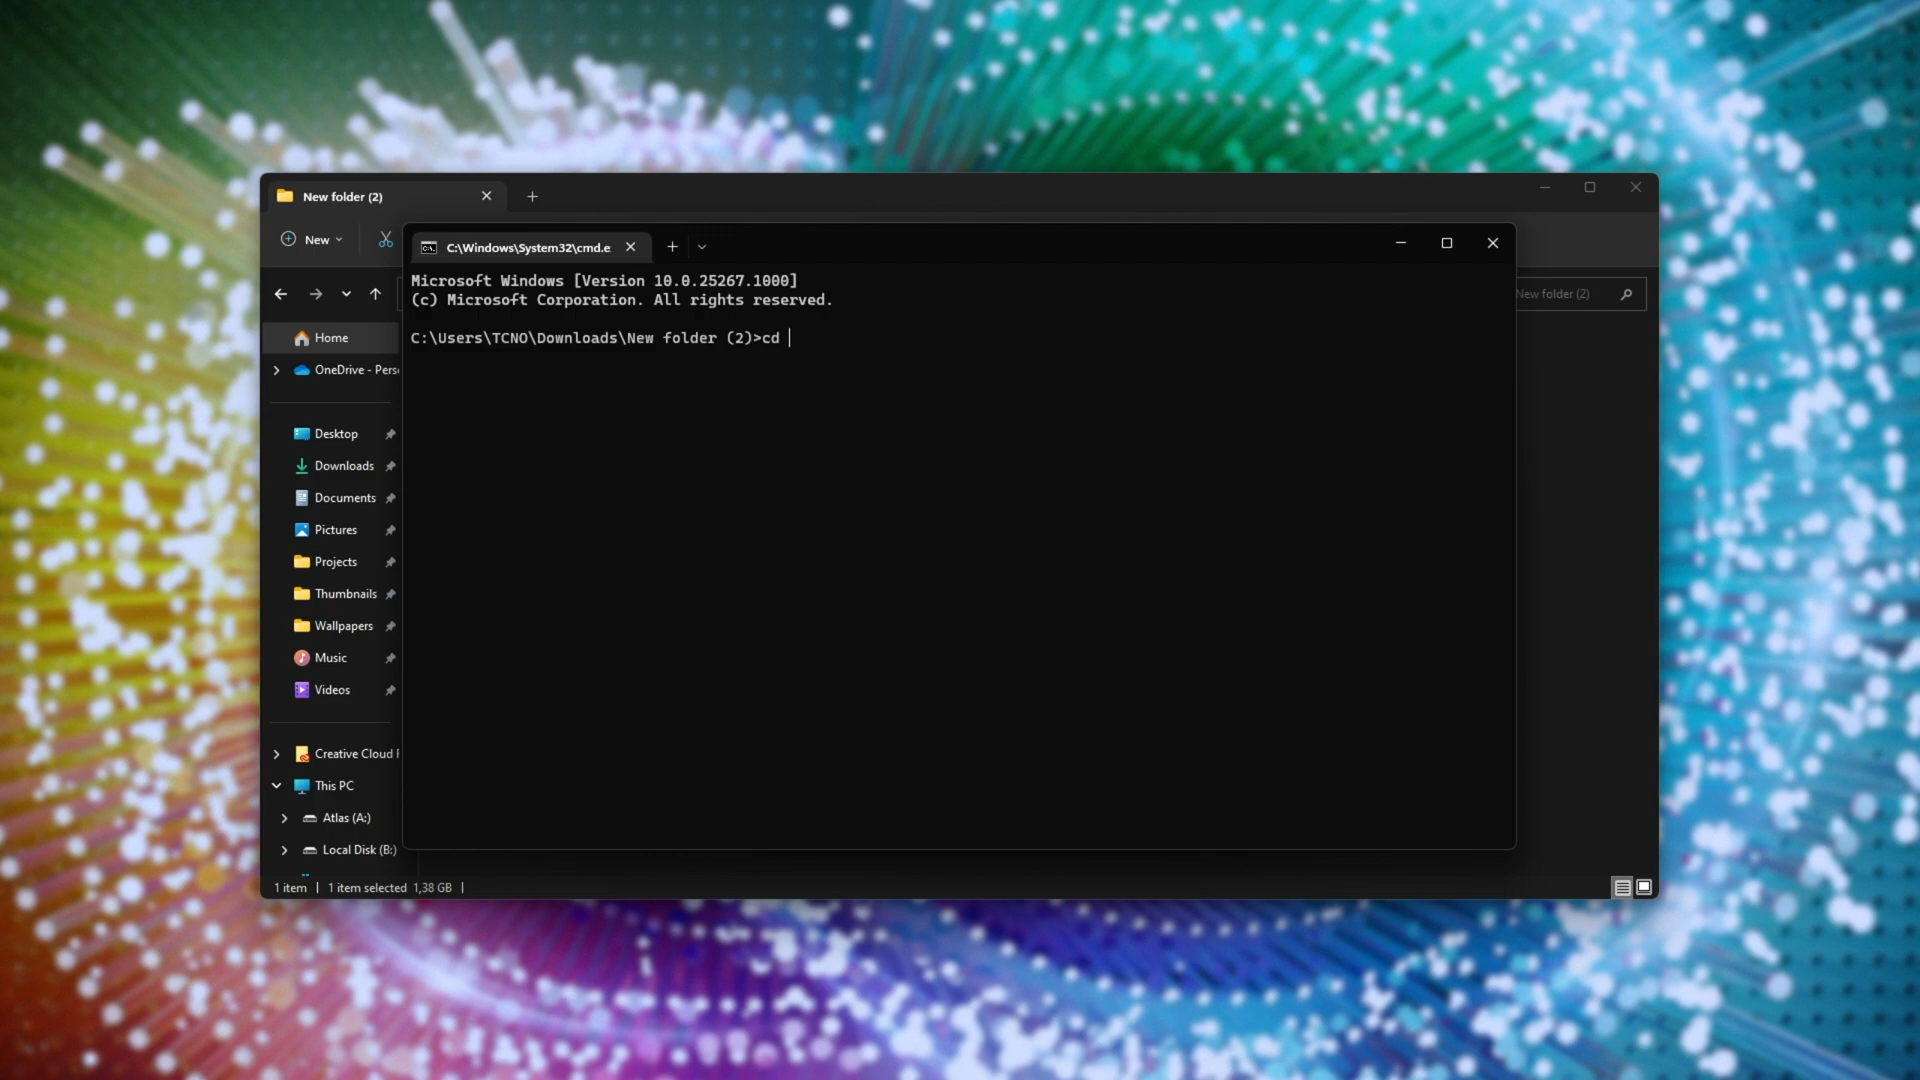 New folder (2)
New
C:\Windows\System32\cmd.e
Microsoft Windows [Version 10.0.25267.1000]
(c) Microsoft Corporation. All rights reserved.
C:\Users\TCNO\Downloads\New folder (2)>cd
New folder (2)
Home
OneDrive - Pers
Desktop
Downloads
Documents
Pictures
Projects
Thumbnails
Wallpapers
Music
Videos
Creative Cloud F
This PC
Atlas (A:)
Local Disk (B:)
1 item | 1 item selected 1,38 GB |